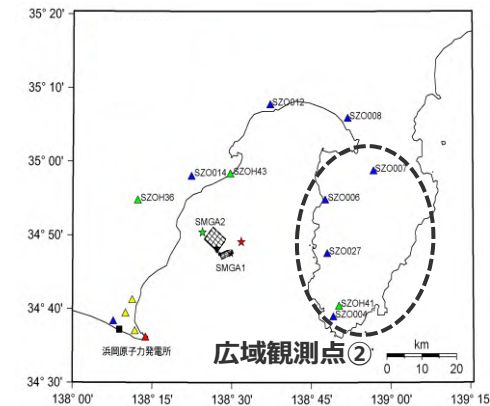 35° 20'
35° 10'
35° 00'
34° 50'
34° 40'
34° 30'
SZO012
SZO008
SZO007
SZO014
SZOH43
SZOH36
SZO006
SMGA2
SMGA1
SZO027
SZOH41
SZO004
浜岡原子力発電所
広域観測点②
km
0 10 20
138° 00' 138° 15' 138° 30' 138° 45' 139° 00' 139° 15'